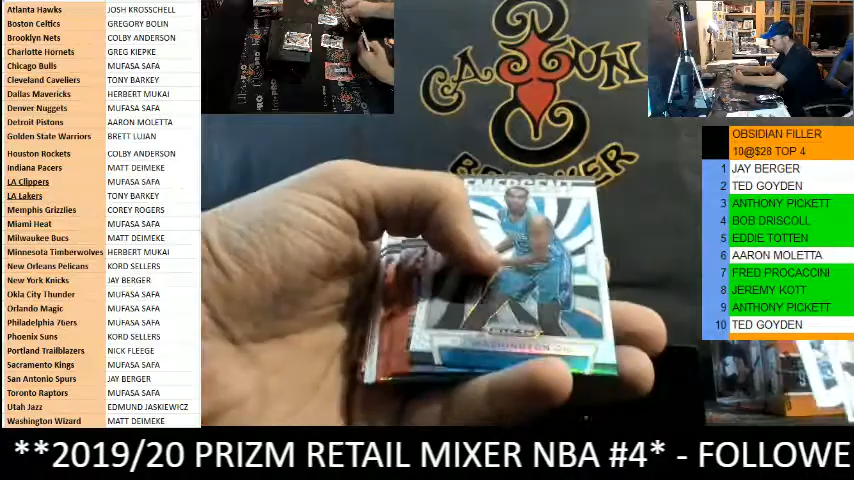 Atlanta Hawks JOSH KROSSCHELL
Boston Celtics GREGORY BOLIN
Brooklyn Nets COLBY ANDERSON
Charlotte Hornets GREG KIEPKE
Chicago Bulls MUFASA SAFA
Cleveland Cavaliers TONY BARKEY
Dallas Mavericks HERBERT MUKAI
Denver Nuggets MUFASA SAFA
Detroit Pistons AARON MOLETTA
Golden State Warriors BRETT LUJAN
Houston Rockets COLBY ANDERSON
Indiana Pacers MATT DEIMEKE
LA Clippers MUFASA SAFA
LA Lakers TONY BARKEY
Memphis Grizzlies COREY ROGERS
Miami Heat MUFASA SAFA
Milwaukee Bucs MATT DEIMEKE
Minnesota Timberwolves HERBERT MUKAI
New Orleans Pelicans KORD SELLERS
New York Knicks JAY BERGER
Okla City Thunder MUFASA SAFA
Orlando Magic MUFASA SAFA
Philadelphia 76ers MUFASA SAFA
Phoenix Suns KORD SELLERS
Portland Trailblazers NICK FLEEGE
Sacramento Kings MUFASA SAFA
San Antonio Spurs JAY BERGER
Toronto Raptors MUFASA SAFA
Utah Jazz EDMUND JASKIEWICZ
Washington Wizard MATT DEIMEKE
CAJUN
BREAKER
EMERGENT
WASHINGTON JR.
OBSIDIAN FILLER
10@$28 TOP 4
1 JAY BERGER
2 TED GOYDEN
3 ANTHONY PICKETT
4 BOB DRISCOLL
5 EDDIE TOTTEN
6 AARON MOLETTA
7 FRED PROCACCINI
8 JEREMY KOTT
9 ANTHONY PICKETT
10 TED GOYDEN
**2019/20 PRIZM RETAIL MIXER NBA #4* - FOLLOWE